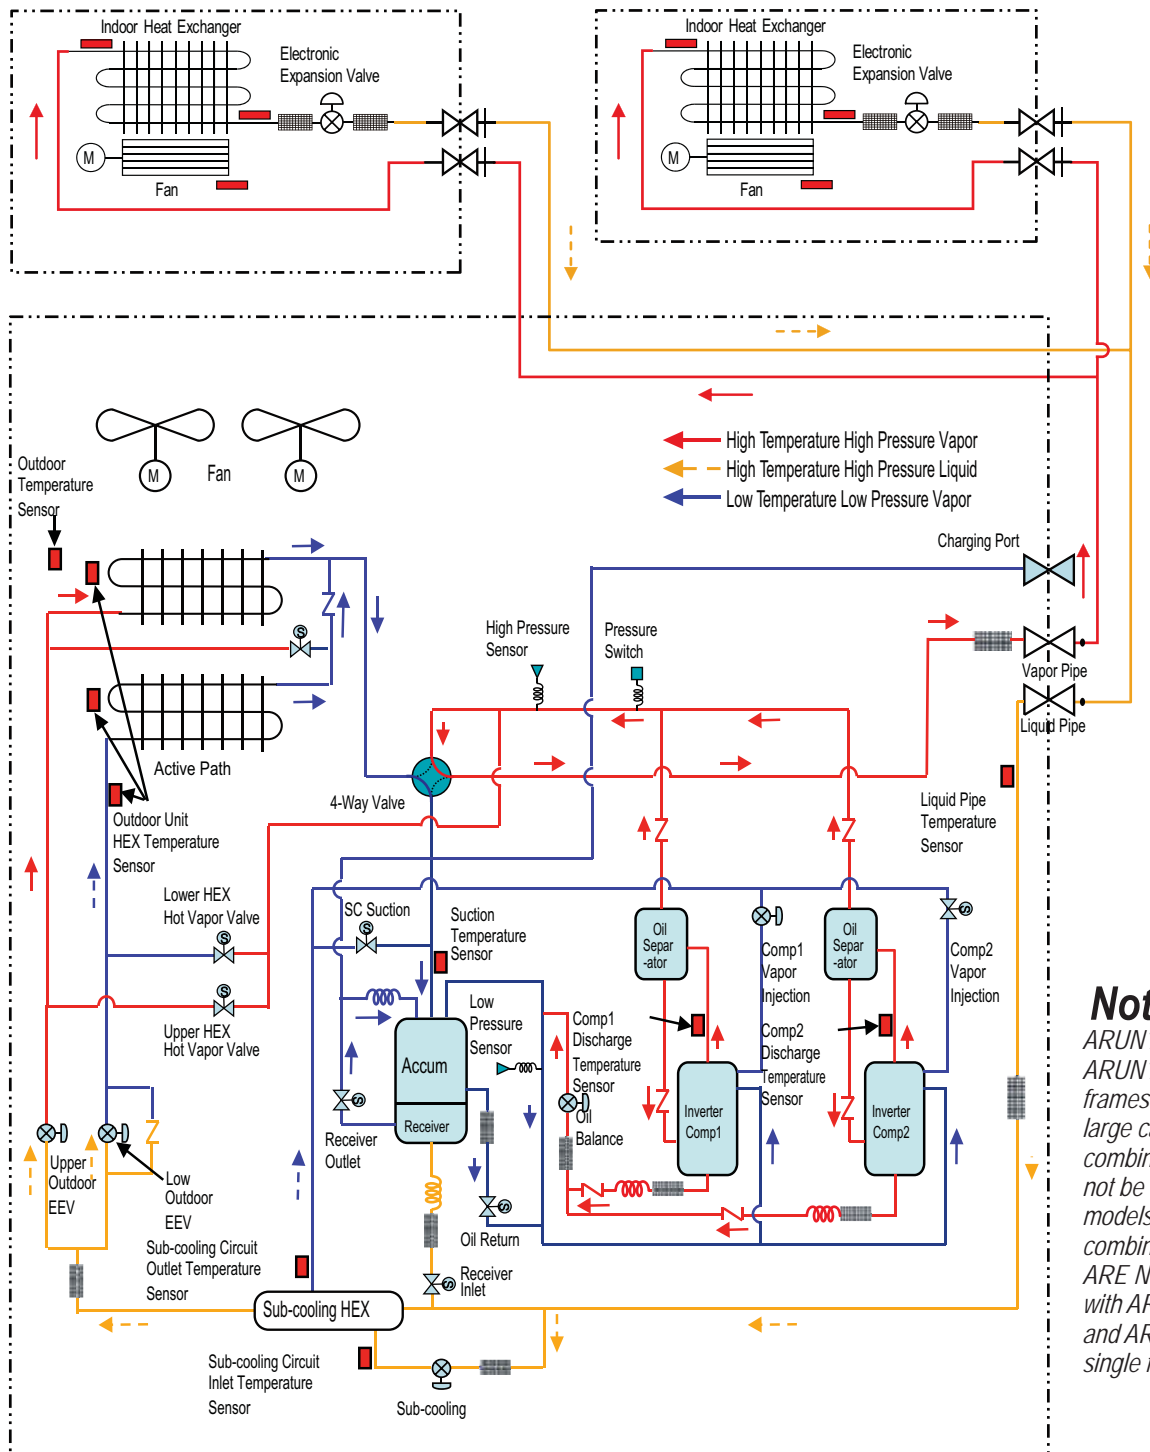 Indoor Heat Exchanger
Electronic
Expansion Valve
M
Fan
Indoor Heat Exchanger
Electronic
Expansion Valve
M
Fan
High Temperature High Pressure Vapor
High Temperature High Pressure Liquid
Low Temperature Low Pressure Vapor
Outdoor
Temperature
Sensor
M
Fan
M
Charging Port
S
High Pressure
Sensor
Pressure
Switch
Vapor Pipe
Liquid Pipe
Active Path
4-Way Valve
Outdoor Unit
HEX Temperature
Sensor
Liquid Pipe
Temperature
Sensor
Lower HEX
Hot Vapor Valve
S
SC Suction
S
Suction
Temperature
Sensor
Oil
Separ
-ator
Oil
Separ
-ator
S
Comp1
Vapor
Injection
Comp2
Vapor
Injection
S
Upper HEX
Hot Vapor Valve
Low
Pressure
Sensor
Comp1
Discharge
Temperature
Sensor
Comp2
Discharge
Temperature
Sensor
Accum
Receiver
S
Receiver
Outlet
Oil
Balance
Inverter
Comp1
Inverter
Comp2
Upper
Outdoor
EEV
Low
Outdoor
EEV
S
Oil Return
Sub-cooling Circuit
Outlet Temperature
Sensor
S
Receiver
Inlet
Sub-cooling HEX
Sub-cooling Circuit
Inlet Temperature
Sensor
Sub-cooling
Not
ARUN
ARUN
frames
large ca
combin
not be
models
combin
ARE N
with AR
and AR
single f